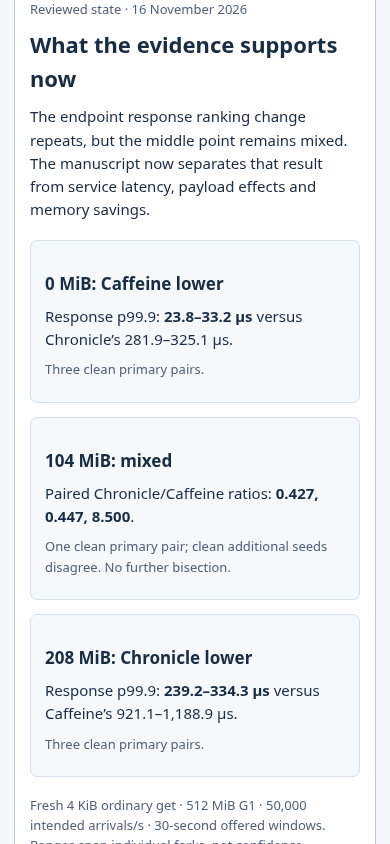 Reviewed state · 16 November 2026
What the evidence supports
now
The endpoint response ranking change
repeats, but the middle point remains mixed.
The manuscript now separates that result
from service latency, payload effects and
memory savings.
0 MiB: Caffeine lower
Response p99.9: 23.8–33.2 µs versus
Chronicle’s 281.9–325.1 µs.
Three clean primary pairs.
104 MiB: mixed
Paired Chronicle/Caffeine ratios: 0.427,
0.447, 8.500.
One clean primary pair; clean additional seeds
disagree. No further bisection.
208 MiB: Chronicle lower
Response p99.9: 239.2–334.3 µs versus
Caffeine’s 921.1–1,188.9 µs.
Three clean primary pairs.
Fresh 4 KiB ordinary get · 512 MiB G1 · 50,000
intended arrivals/s · 30-second offered windows.
Ranges span individual forks, not confidence